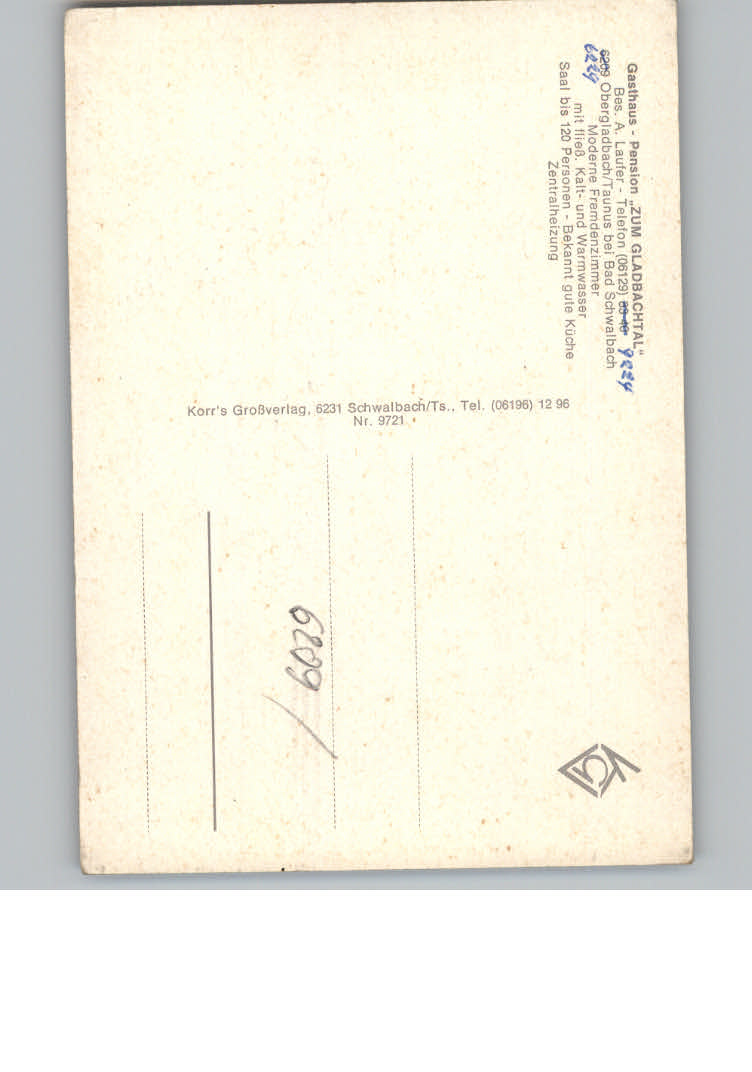 Gasthaus - Pension „ZUM GLADBACHTAL"
Bes. A. Laufer - Telefon (06129) 9224
6209 Obergladbach/Taunus bei Bad Schwalbach
6229
Moderne Fremdenzimmer
mit fließ. Kalt- und Warmwasser
Saal bis 120 Personen - Bekannt gute Küche
Zentralheizung
Korr's Großverlag, 6231 Schwalbach/Ts., Tel. (06196) 12 96
Nr. 9721
6209